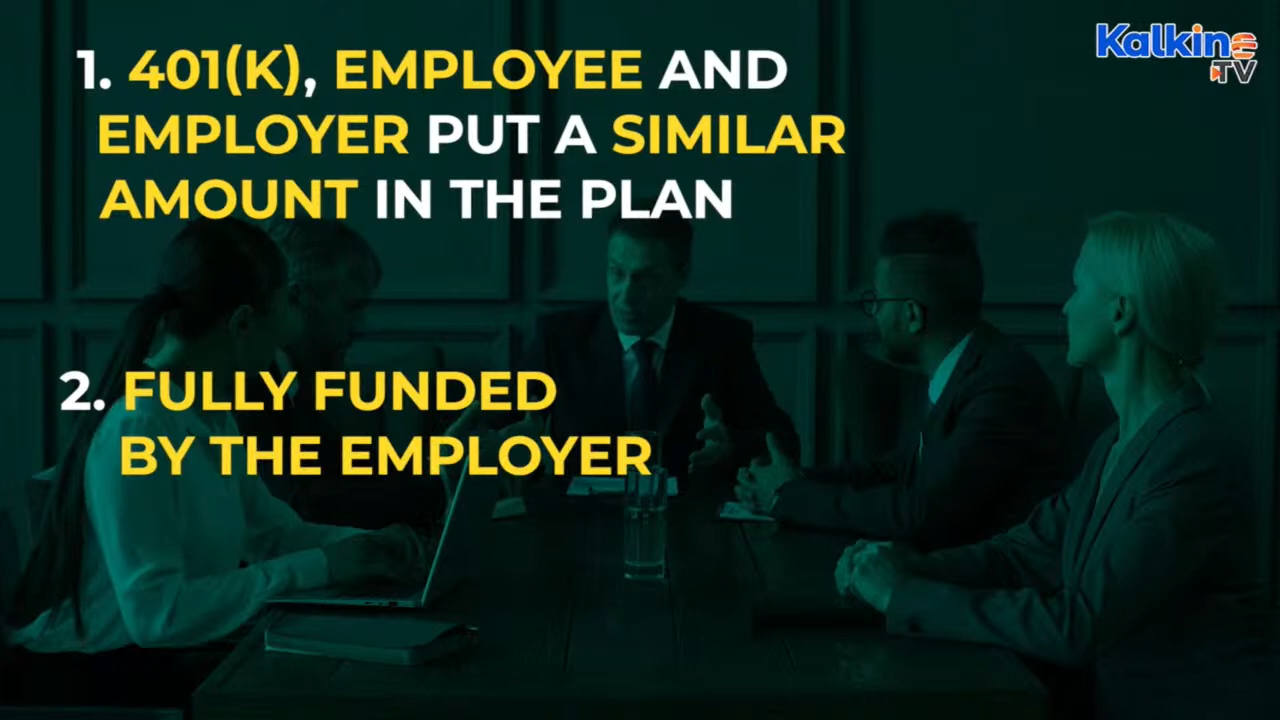 Kalkine
TV
1. 401(K), EMPLOYEE AND
EMPLOYER PUT A SIMILAR
AMOUNT IN THE PLAN
2. FULLY FUNDED
BY THE EMPLOYER